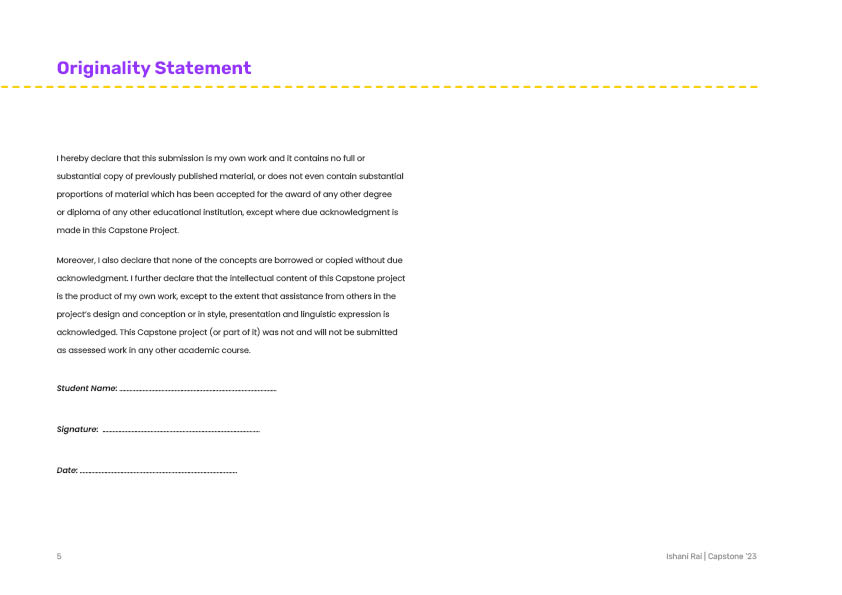 Originality Statement
I hereby declare that this submission is my own work and it contains no full or
substantial copy of previously published material, or does not even contain substantial
proportions of material which has been accepted for the award of any other degree
or diploma of any other educational institution, except where due acknowledgment is
made in this Capstone Project.
Moreover, I also declare that none of the concepts are borrowed or copied without due
acknowledgment. I further declare that the intellectual content of this Capstone project
is the product of my own work, except to the extent that assistance from others in the
project's design and conception or in style, presentation and linguistic expression is
acknowledged. This Capstone project (or part of it) was not and will not be submitted
as assessed work in any other academic course.
Student Name: ........................................................................
Signature: ........................................................................
Date: ........................................................................
5
Ishani Rai | Capstone '23